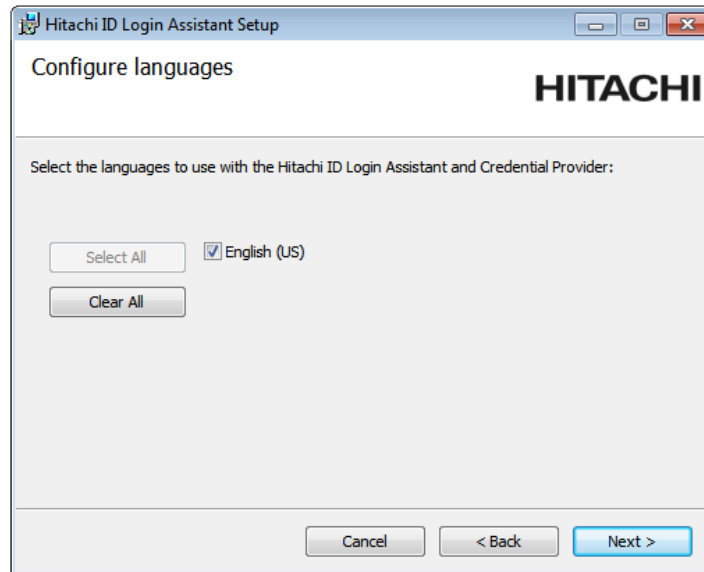 Hitachi ID Login Assistant Setup
Configure languages
HITACHI
Select the languages to use with the Hitachi ID Login Assistant and Credential Provider:
Select All
English (US)
Clear All
Cancel
< Back
Next >